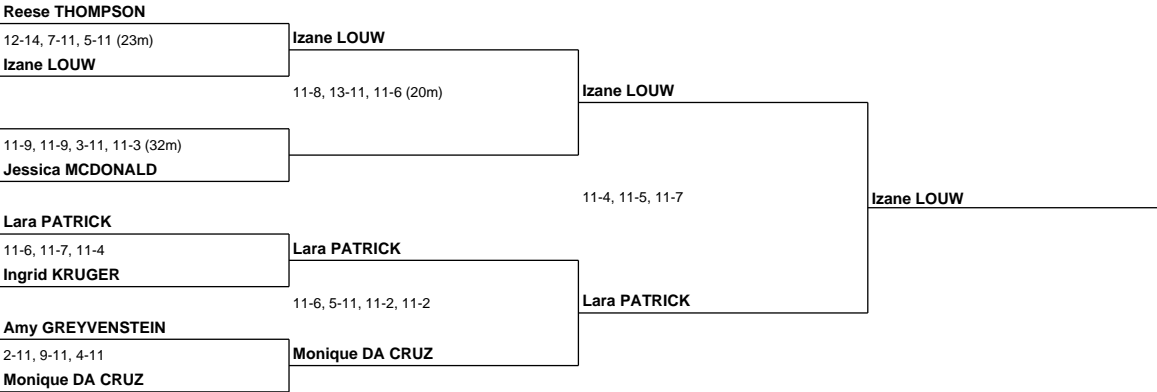 Reese THOMPSON
12-14, 7-11, 5-11 (23m)
Izane LOUW
11-9, 11-9, 3-11, 11-3 (32m)
Jessica MCDONALD
Lara PATRICK
11-6, 11-7, 11-4
Ingrid KRUGER
Amy GREYVENSTEIN
2-11, 9-11, 4-11
Monique DA CRUZ
Izane LOUW
11-8, 13-11, 11-6 (20m)
Lara PATRICK
11-6, 5-11, 11-2, 11-2
Monique DA CRUZ
Izane LOUW
11-4, 11-5, 11-7
Lara PATRICK
Izane LOUW